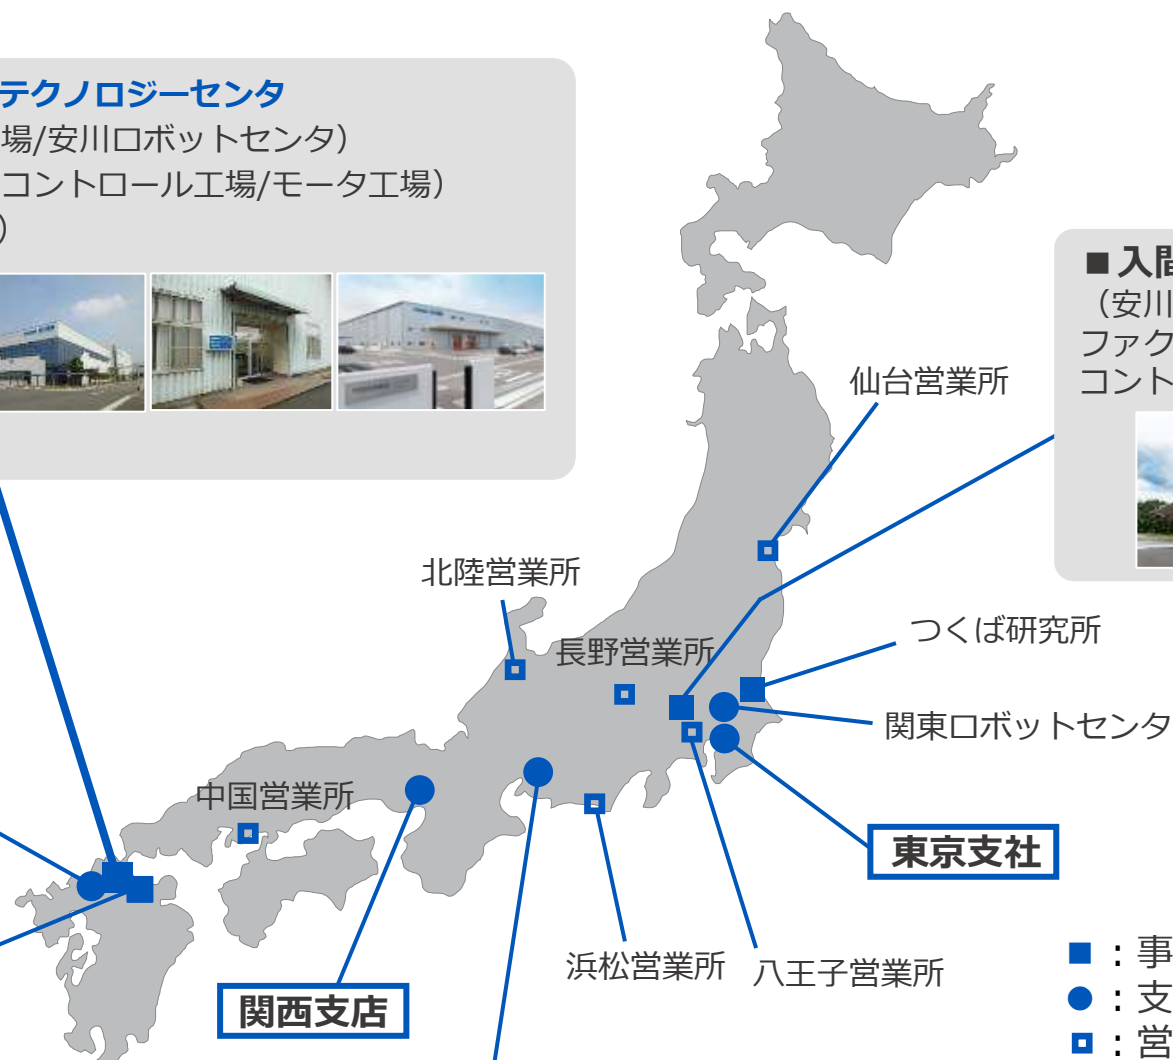 テクノロジーセンタ
場/安川ロボットセンタ）
コントロール工場/モータ工場）
）
■入間
（安川
ファク
コント
仙台営業所
北陸営業所
つくば研究所
長野営業所
関東ロボットセンタ
中国営業所
東京支社
浜松営業所
八王子営業所
関西支店
■：事
●：支
：営